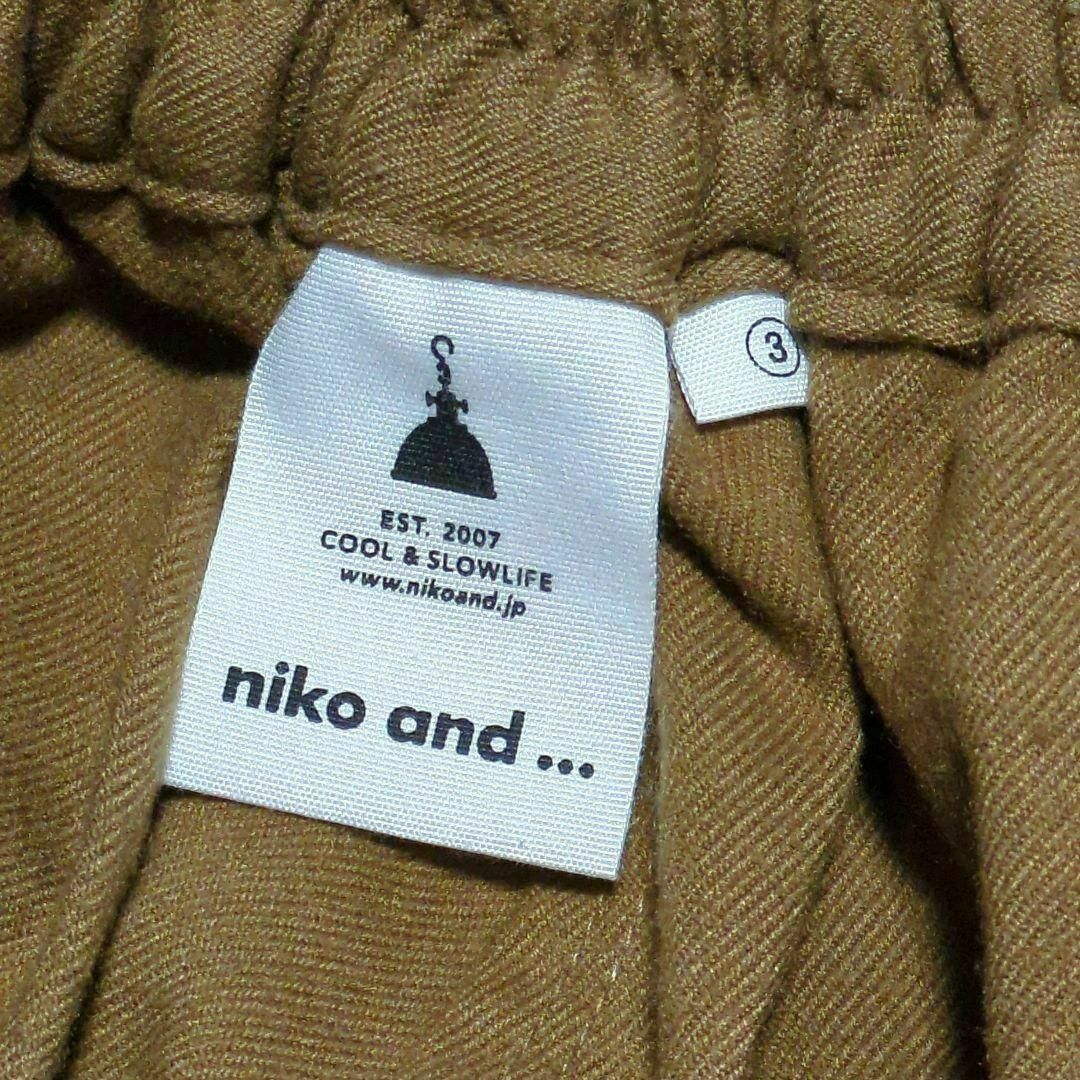 ③
EST. 2007
COOL & SLOWLIFE
www.nikoand.jp
niko and ...